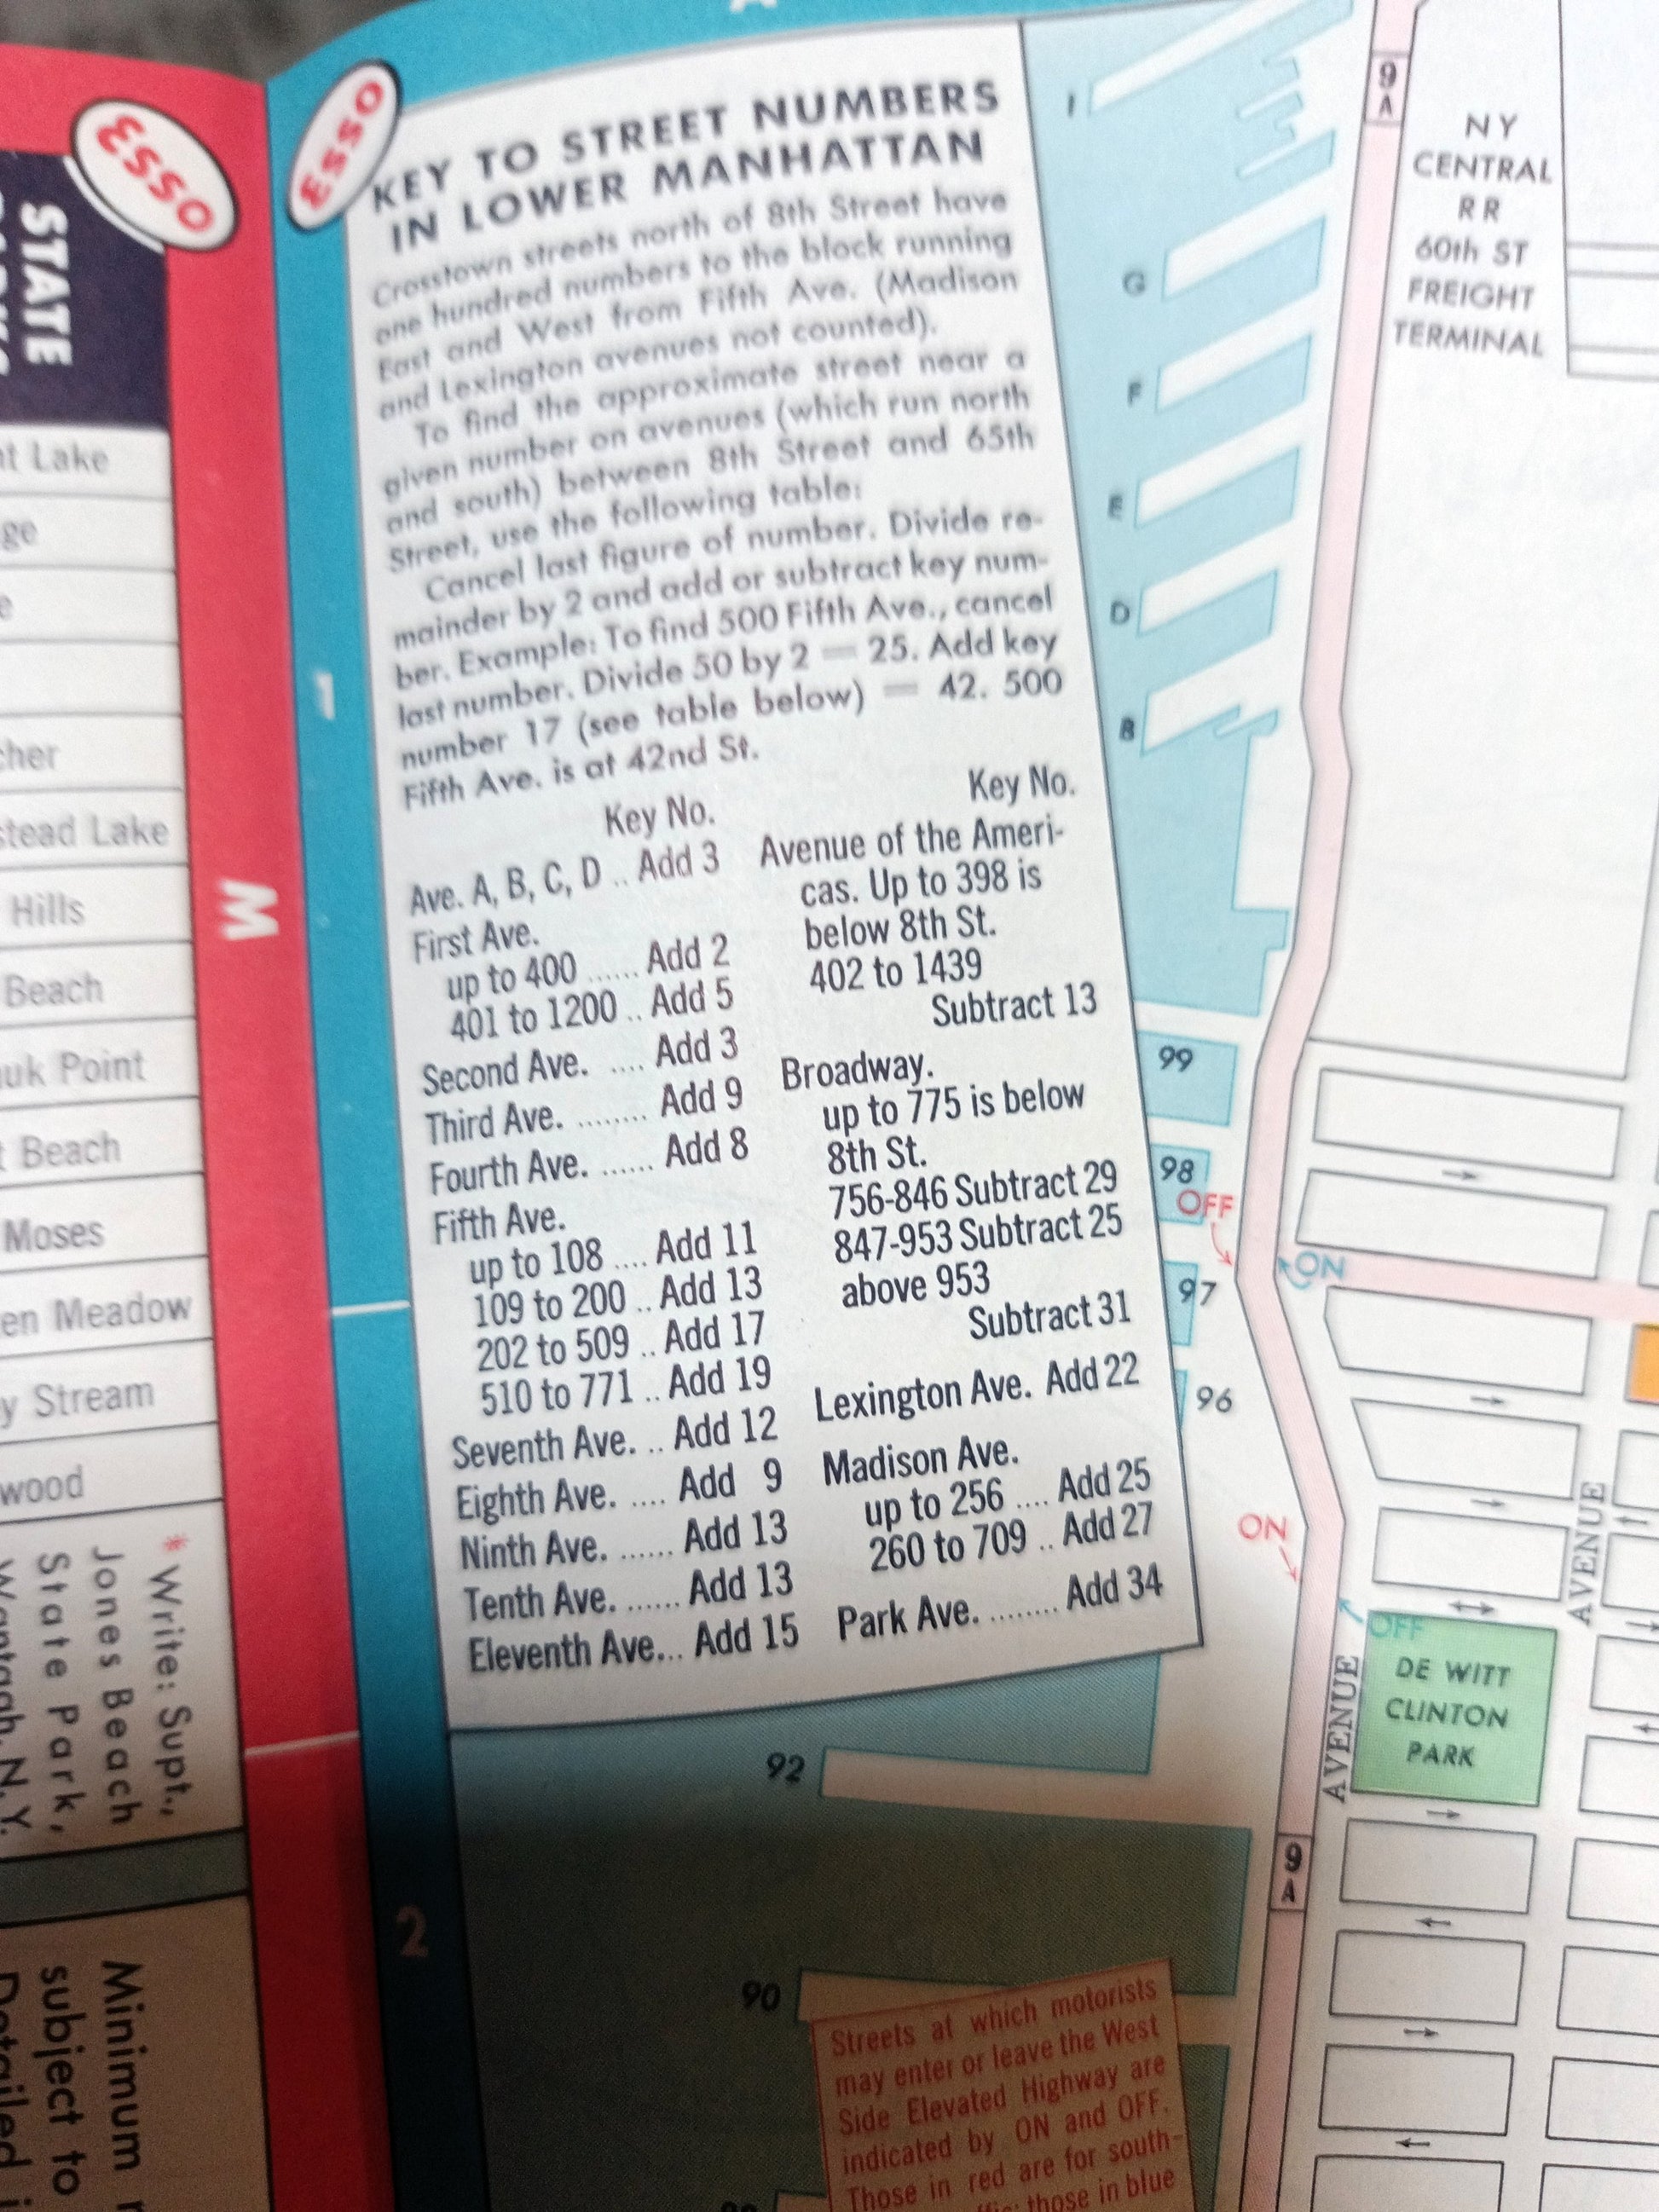 STATE
t Lake
ge
e
cher
stead Lake
Hills
Beach
uk Point
t Beach
Moses
en Meadow
y Stream
wood
* Write: Supt.,
Jones Beach
State Park,
Wantagh, N. Y.
Minimum
subject to
Detailed
Esso
M
Esso
1
2
A
KEY TO STREET NUMBERS
IN LOWER MANHATTAN
Crosstown streets north of 8th Street have
one hundred numbers to the block running
East and West from Fifth Ave. (Madison
and Lexington avenues not counted).
To find the approximate street near a
given number on avenues (which run north
and south) between 8th Street and 65th
Street, use the following table:
Cancel last figure of number. Divide re-
mainder by 2 and add or subtract key num-
ber. Example: To find 500 Fifth Ave., cancel
last number. Divide 50 by 2 = 25. Add key
number 17 (see table below) = 42. 500
Fifth Ave. is at 42nd St.
Key No.
Ave. A, B, C, D .. Add 3
First Ave.
up to 400 ...... Add 2
401 to 1200 .. Add 5
Second Ave. .... Add 3
Third Ave. ........ Add 9
Fourth Ave. ...... Add 8
Fifth Ave.
up to 108 .... Add 11
109 to 200 .. Add 13
202 to 509 .. Add 17
510 to 771 .. Add 19
Seventh Ave. .. Add 12
Eighth Ave. .... Add 9
Ninth Ave. ...... Add 13
Tenth Ave. ...... Add 13
Eleventh Ave... Add 15
Key No.
Avenue of the Ameri-
cas. Up to 398 is
below 8th St.
402 to 1439
Subtract 13
Broadway.
up to 775 is below
8th St.
756-846 Subtract 29
847-953 Subtract 25
above 953
Subtract 31
Lexington Ave. Add 22
Madison Ave.
up to 256 .... Add 25
260 to 709 .. Add 27
Park Ave. ........ Add 34
I
G
F
E
D
B
99
98
97
96
92
90
9
A
NY
CENTRAL
RR
60th ST
FREIGHT
TERMINAL
OFF
ON
ON
OFF
AVENUE
AVENUE
DE WITT
CLINTON
PARK
9
A
Streets at which motorists
may enter or leave the West
Side Elevated Highway are
indicated by ON and OFF.
Those in red are for south-
those in blue